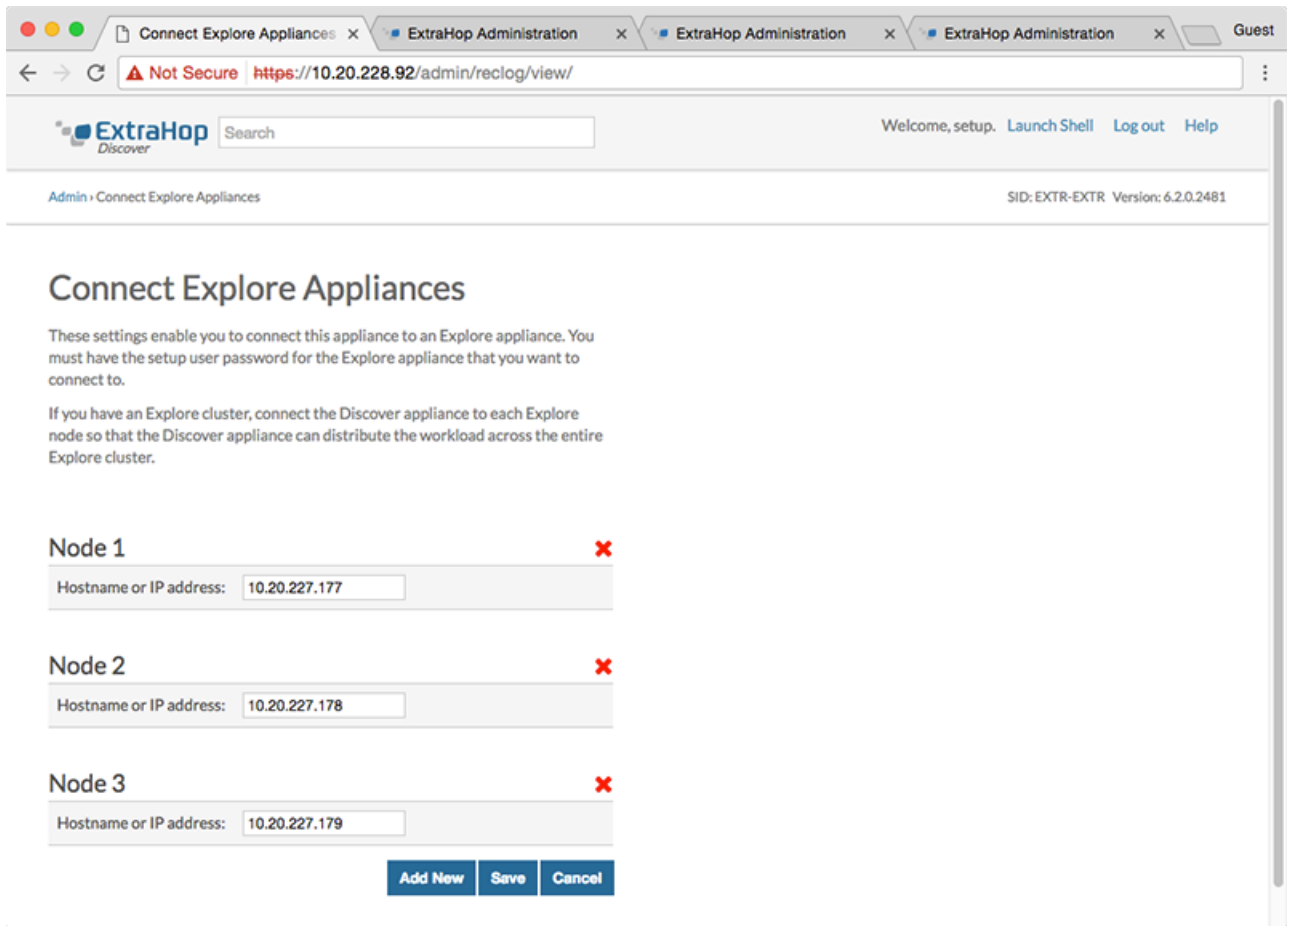 Connect Explore Appliances ExtraHop Administration ExtraHop Administration ExtraHop Administration Guest
Not Secure https://10.20.228.92/admin/reclog/view/
ExtraHop Discover Search Welcome, setup. Launch Shell Log out Help
Admin › Connect Explore Appliances SID: EXTR-EXTR Version: 6.2.0.2481
Connect Explore Appliances
These settings enable you to connect this appliance to an Explore appliance. You
must have the setup user password for the Explore appliance that you want to
connect to.
If you have an Explore cluster, connect the Discover appliance to each Explore
node so that the Discover appliance can distribute the workload across the entire
Explore cluster.
Node 1
Hostname or IP address: 10.20.227.177
Node 2
Hostname or IP address: 10.20.227.178
Node 3
Hostname or IP address: 10.20.227.179
Add New Save Cancel